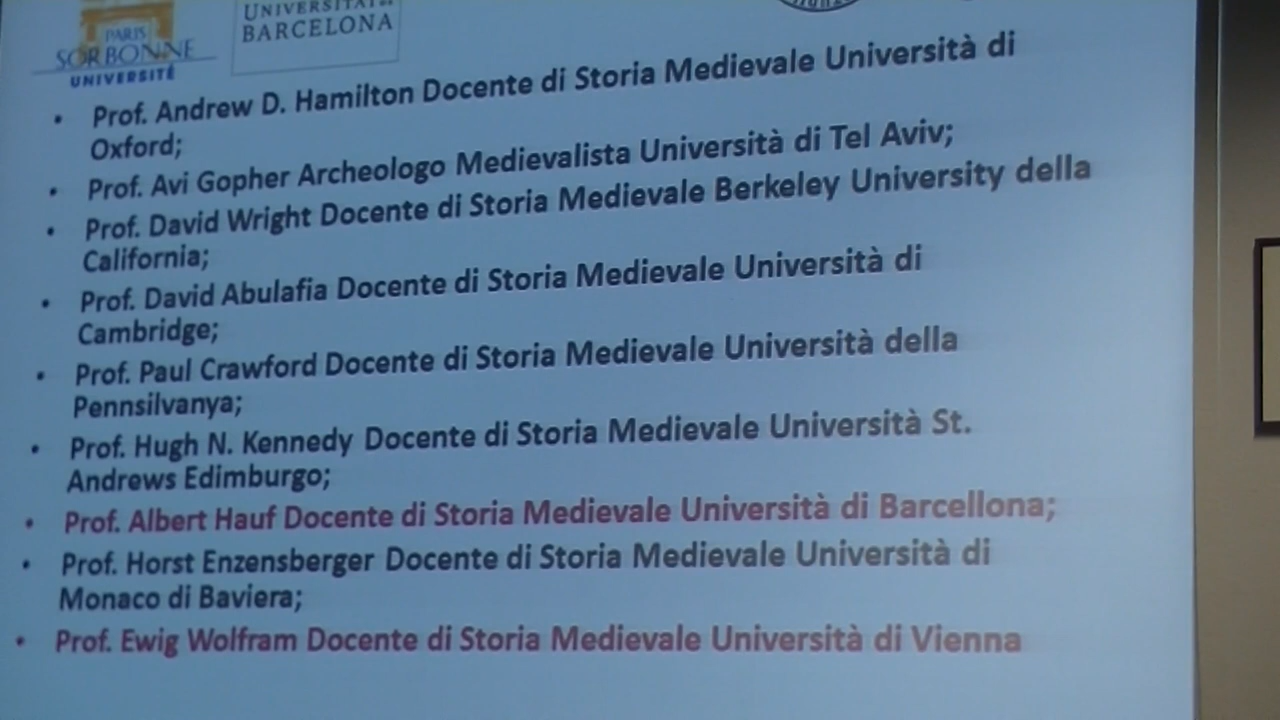 PARIS
SORBONNE
UNIVERSITÉ
BARCELONA
• Prof. Andrew D. Hamilton Docente di Storia Medievale Università di
Oxford;
• Prof. Avi Gopher Archeologo Medievalista Università di Tel Aviv;
• Prof. David Wright Docente di Storia Medievale Berkeley University della
California;
• Prof. David Abulafia Docente di Storia Medievale Università di
Cambridge;
• Prof. Paul Crawford Docente di Storia Medievale Università della
Pennsilvanya;
• Prof. Hugh N. Kennedy Docente di Storia Medievale Università St.
Andrews Edimburgo;
• Prof. Albert Hauf Docente di Storia Medievale Università di Barcellona;
• Prof. Horst Enzensberger Docente di Storia Medievale Università di
Monaco di Baviera;
• Prof. Ewig Wolfram Docente di Storia Medievale Università di Vienna